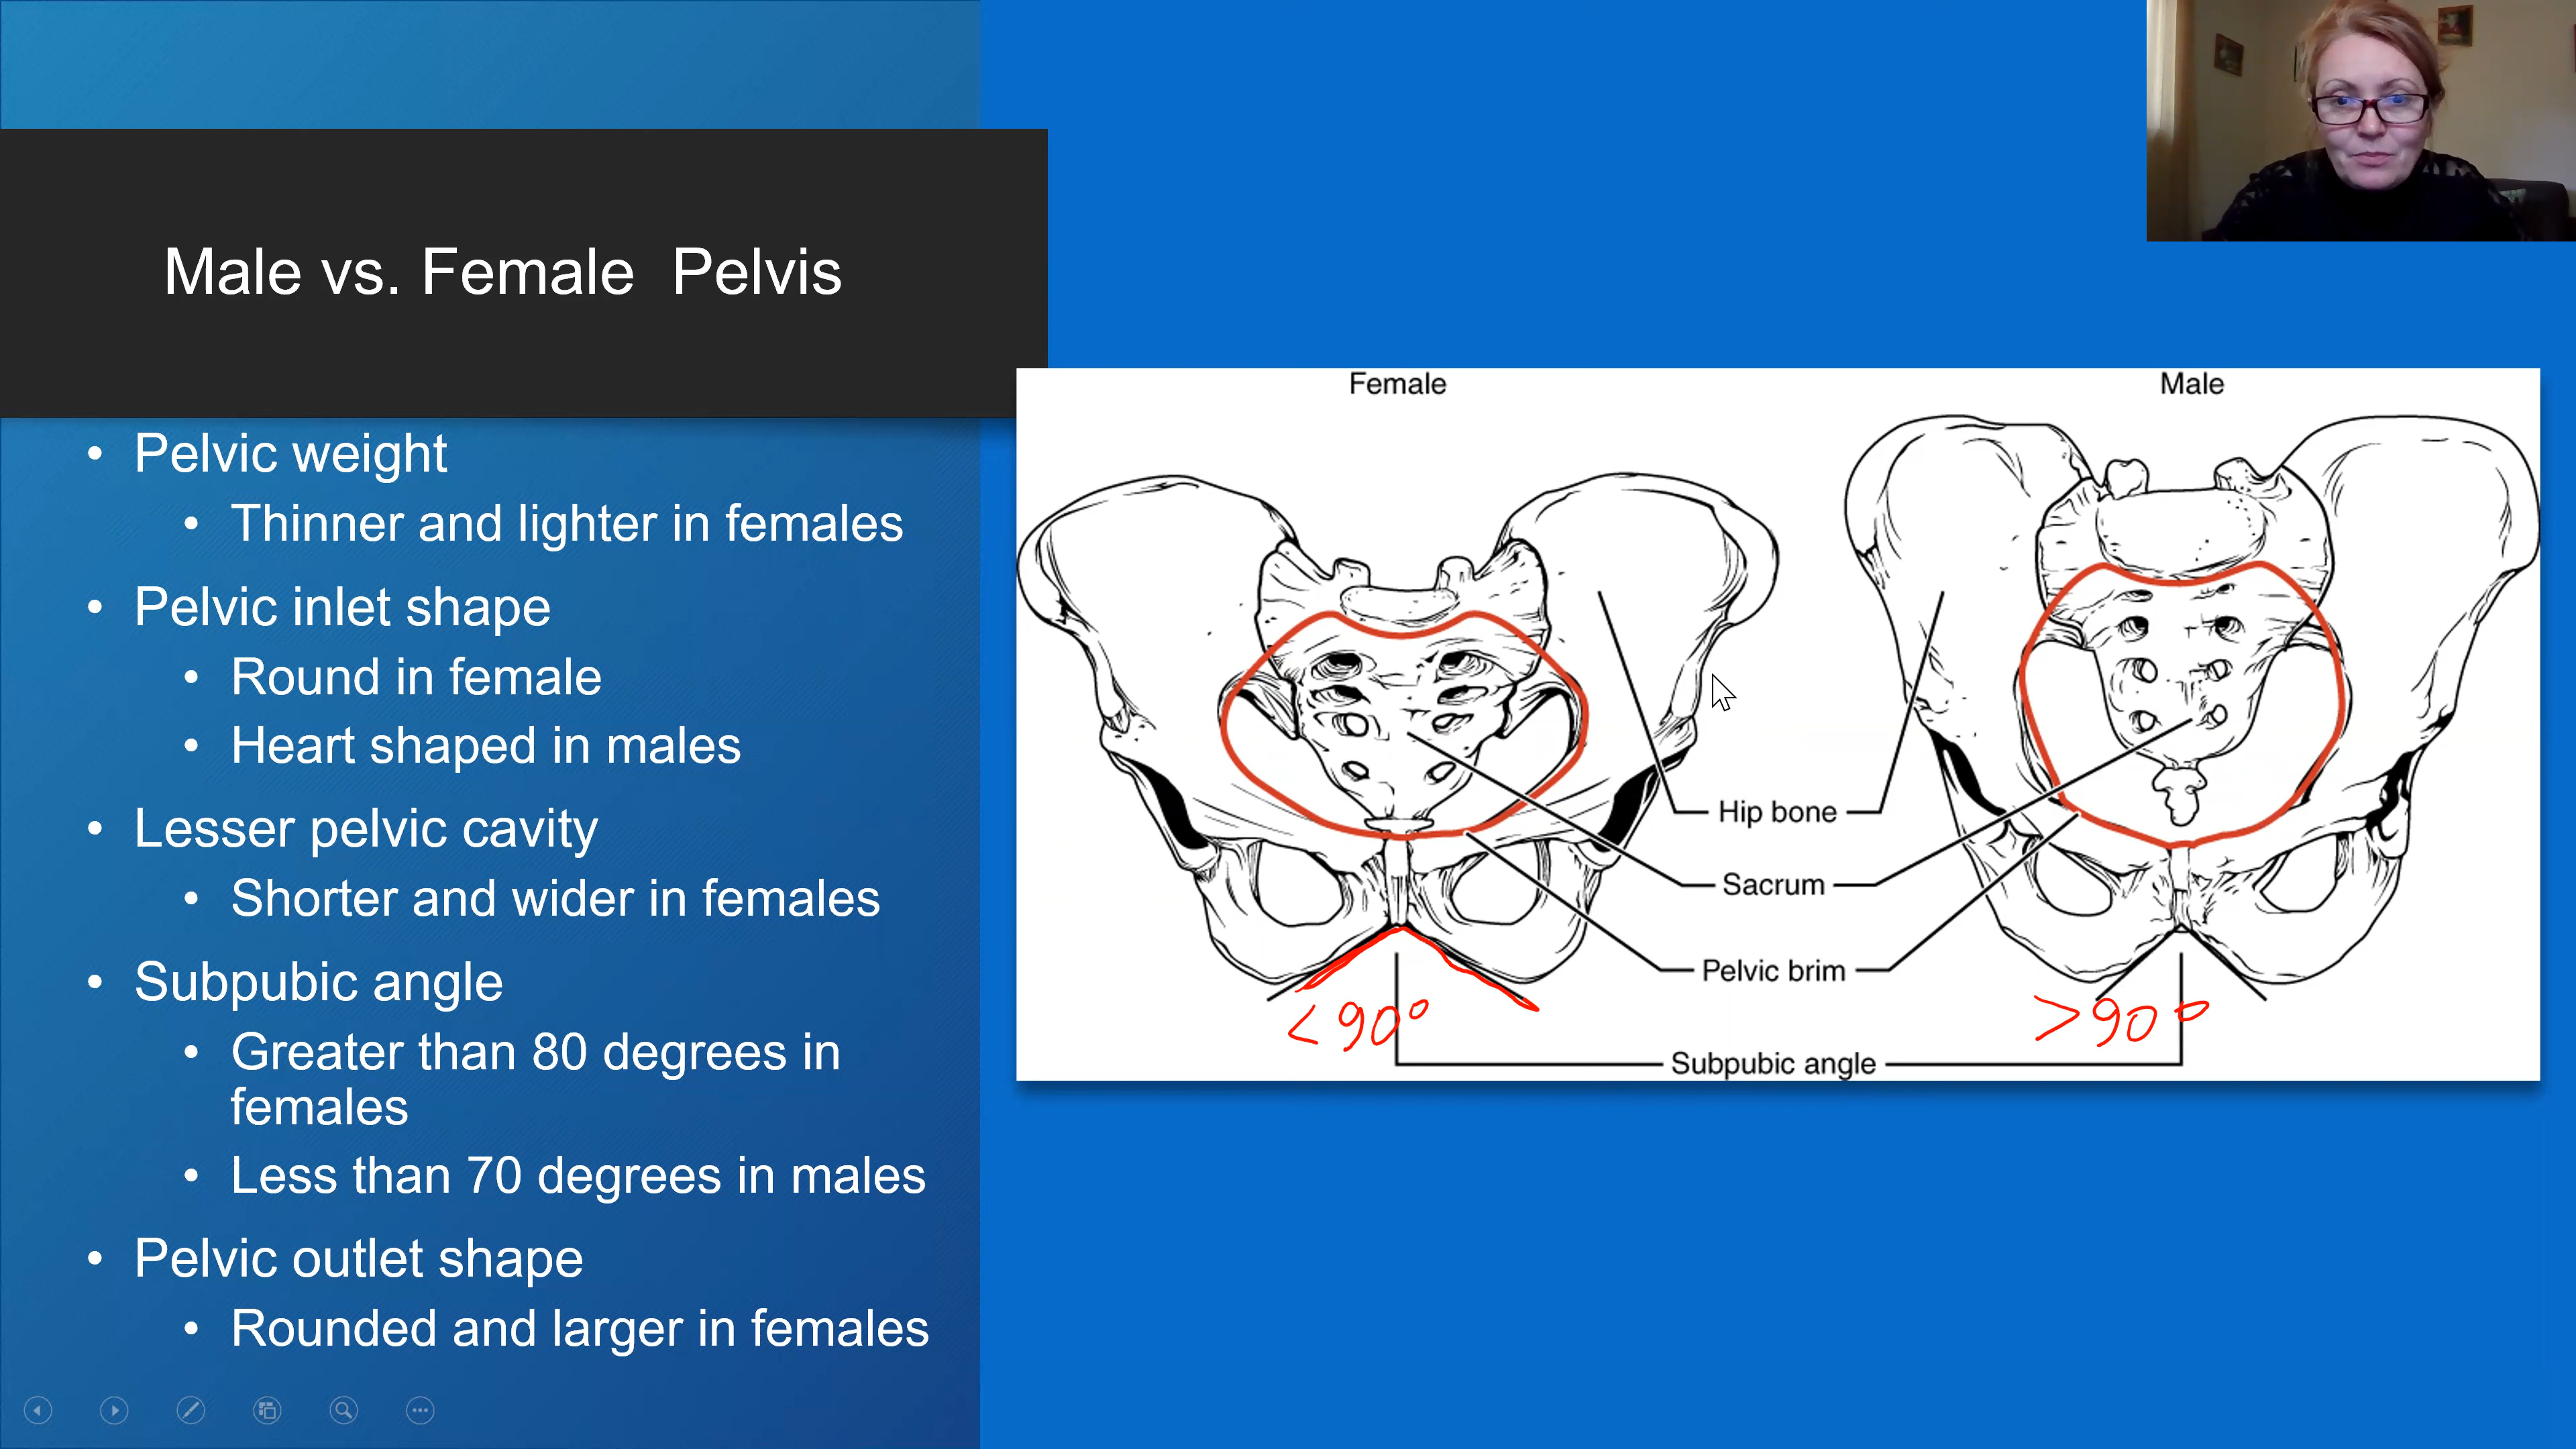 Male vs. Female Pelvis
• Pelvic weight
• Thinner and lighter in females
• Pelvic inlet shape
• Round in female
• Heart shaped in males
• Lesser pelvic cavity
• Shorter and wider in females
• Subpubic angle
• Greater than 80 degrees in
females
• Less than 70 degrees in males
• Pelvic outlet shape
• Rounded and larger in females
Female
Male
Hip bone
Sacrum
Pelvic brim
<90°
>90°
Subpubic angle